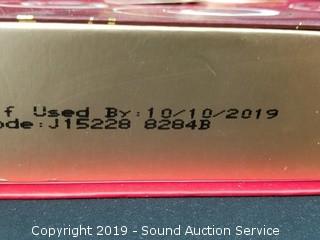 f Used By:10/10/2019
ode:J15228 8284B
Copyright 2019 - Sound Auction Service